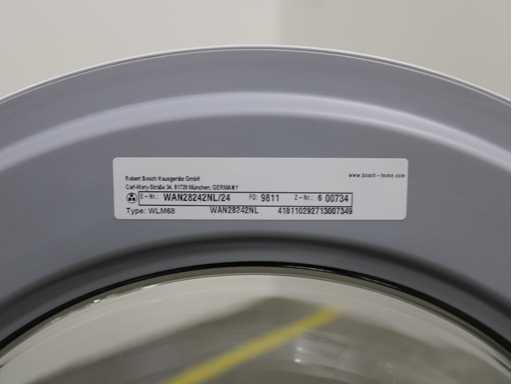 Robert Bosch Hausgeräte GmbH
www.bosch-home.com
Carl-Wery-Straße 34, 81739 München, GERMANY
E-Nr.: WAN28242NL/24 FD: 9811 Z-Nr.: 6 00734
Type: WLM68 WAN28242NL 418110292713007349